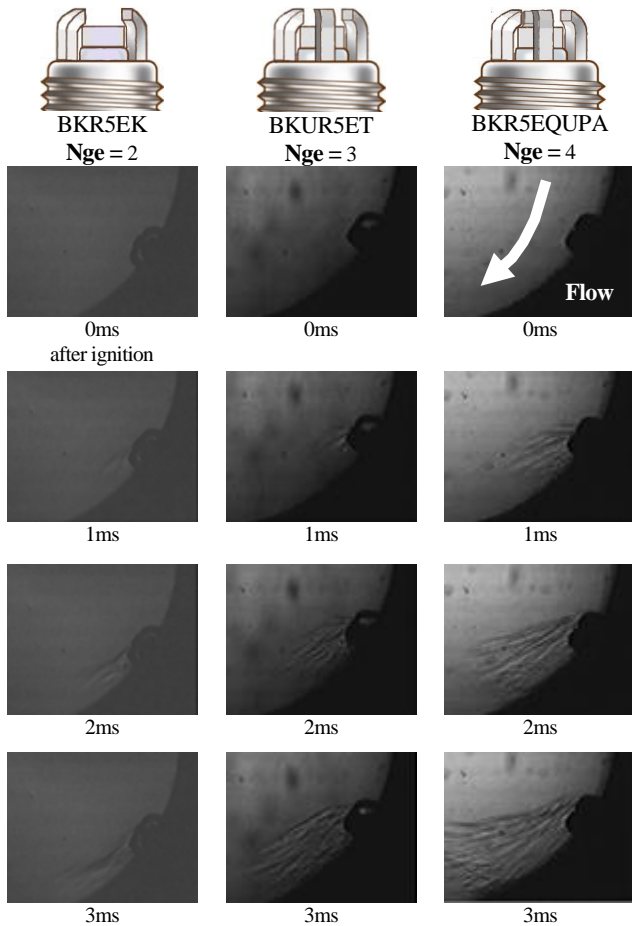 BKR5EK BKUR5ET BKR5EQUPA
Nge = 2 Nge = 3 Nge = 4
Flow
0ms 0ms 0ms
after ignition
1ms 1ms 1ms
2ms 2ms 2ms
3ms 3ms 3ms